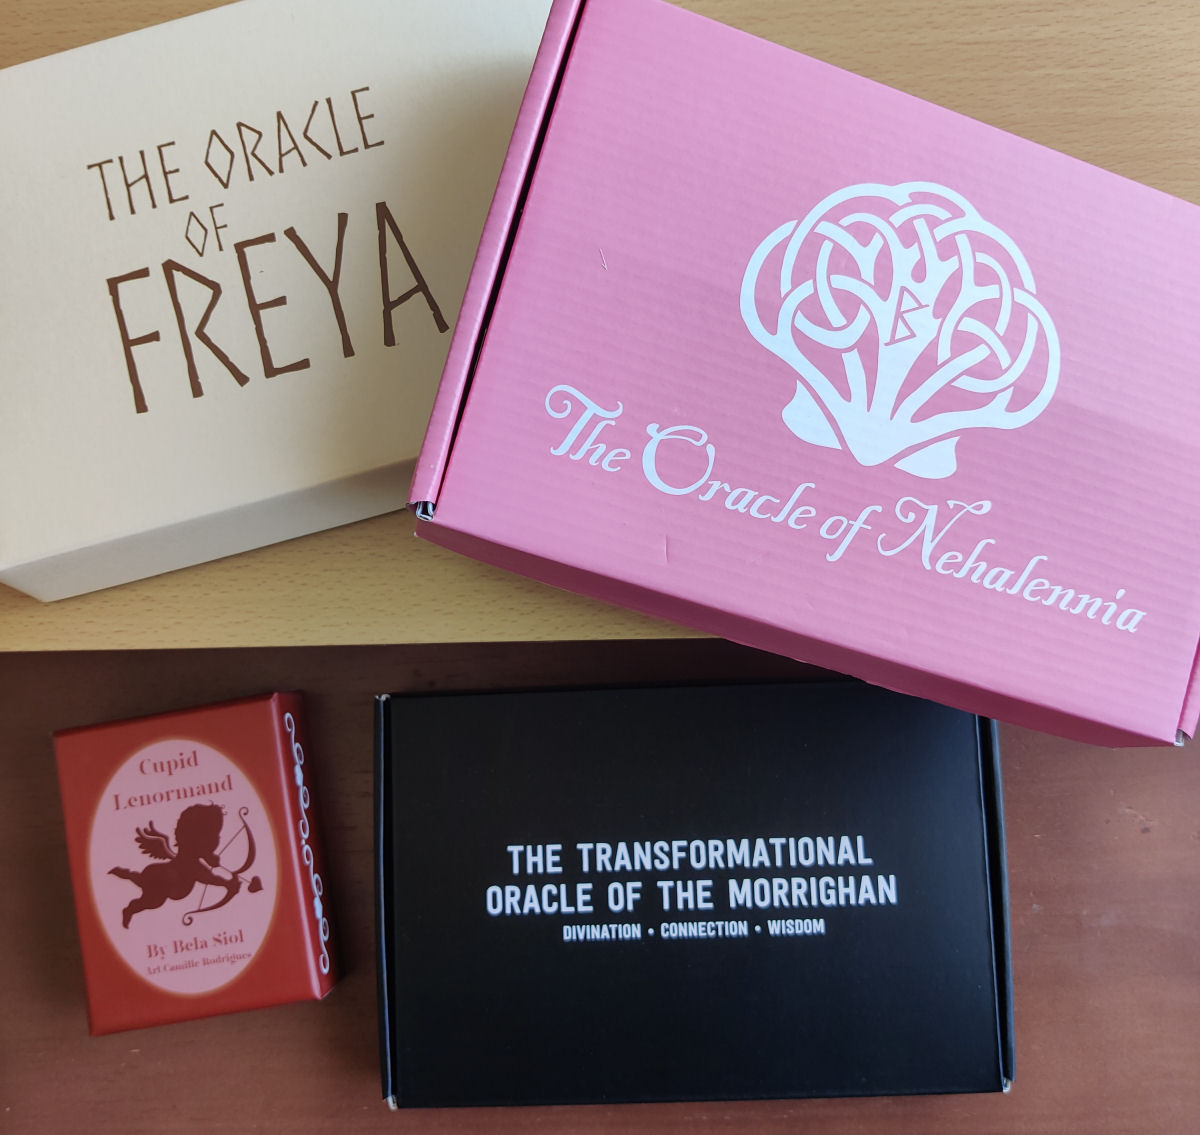 THE ORACLE
OF
FREYA
The Oracle of Nehalennia
Cupid
Lenormand
By Bela Siol
Art Camille Rodrigues
THE TRANSFORMATIONAL
ORACLE OF THE MORRIGHAN
DIVINATION • CONNECTION • WISDOM